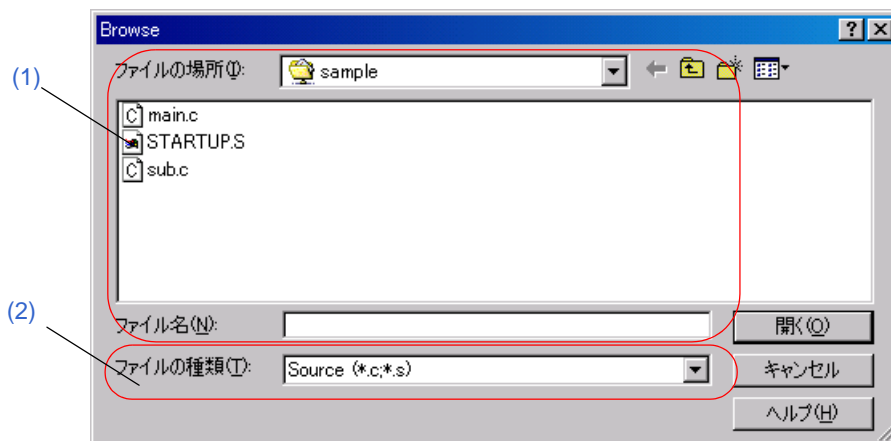 Browse
(1)
ファイルの場所(I):
sample
main.c
STARTUP.S
sub.c
(2)
ファイル名(N):
開く(O)
ファイルの種類(T):
Source (*.c;*.s)
キャンセル
ヘルプ(H)